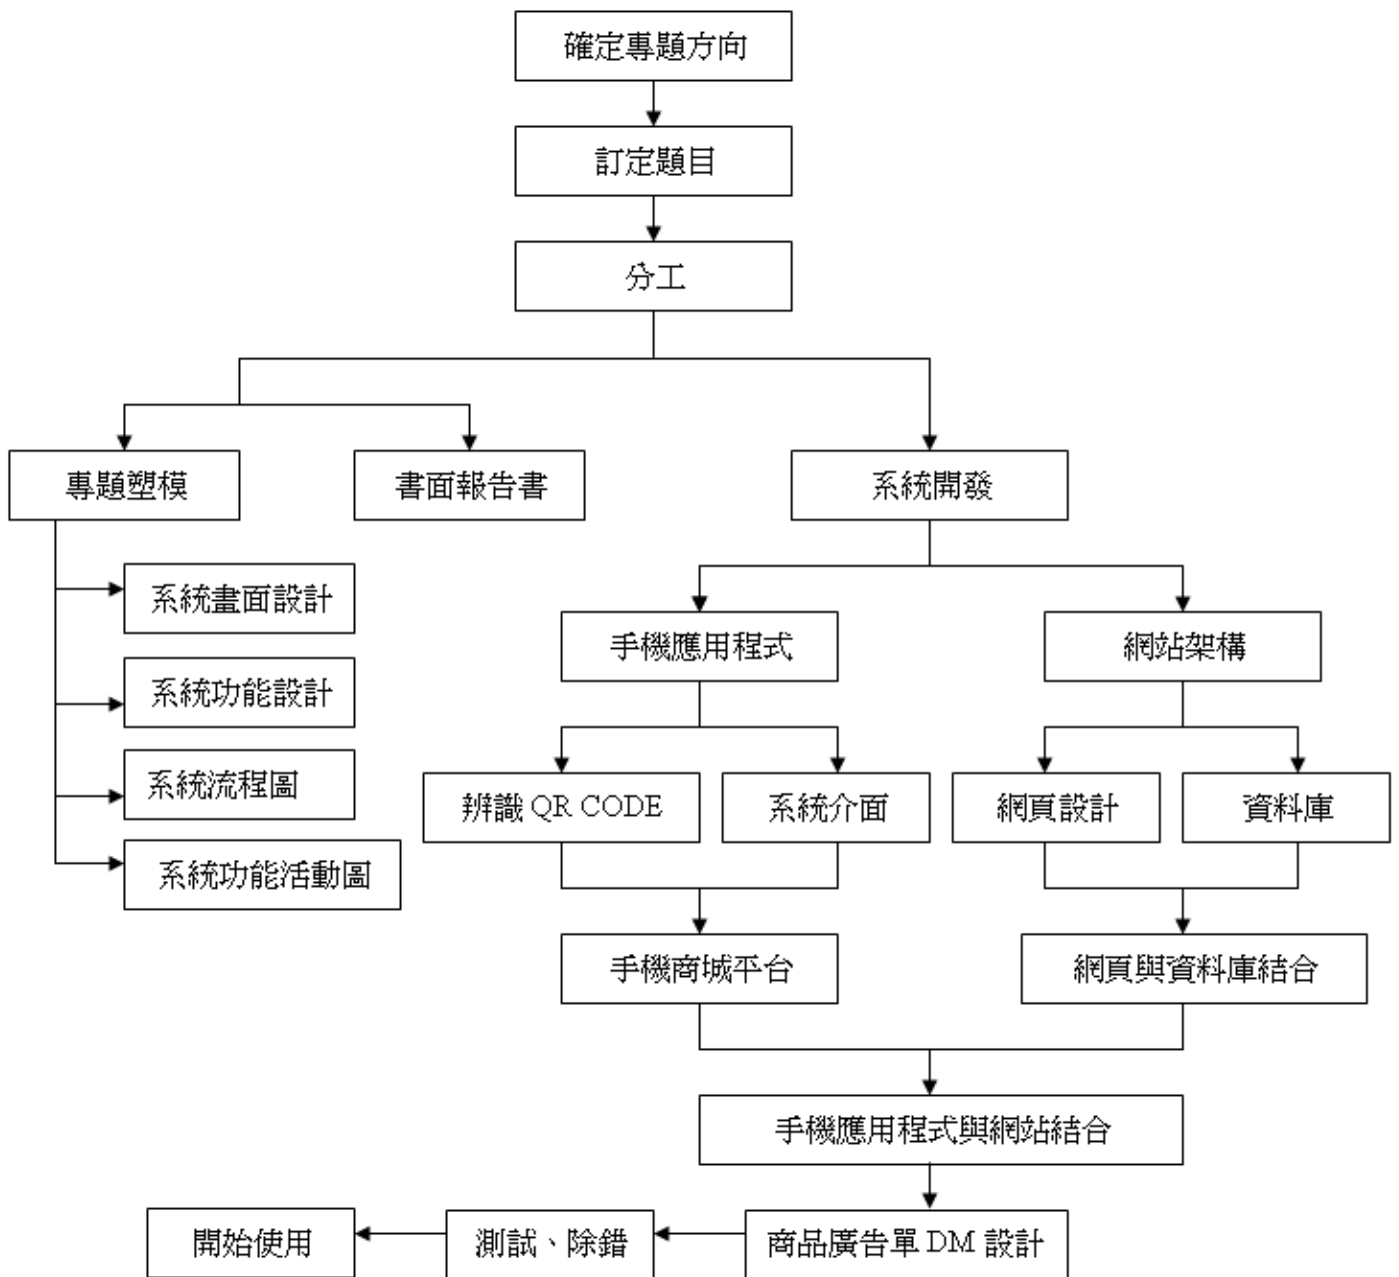 確定專題方向
訂定題目
分工
專題塑模
書面報告書
系統開發
系統畫面設計
手機應用程式
網站架構
系統功能設計
系統流程圖
辨識 QR CODE
系統介面
網頁設計
資料庫
系統功能活動圖
手機商城平台
網頁與資料庫結合
手機應用程式與網站結合
開始使用
測試、除錯
商品廣告單 DM 設計